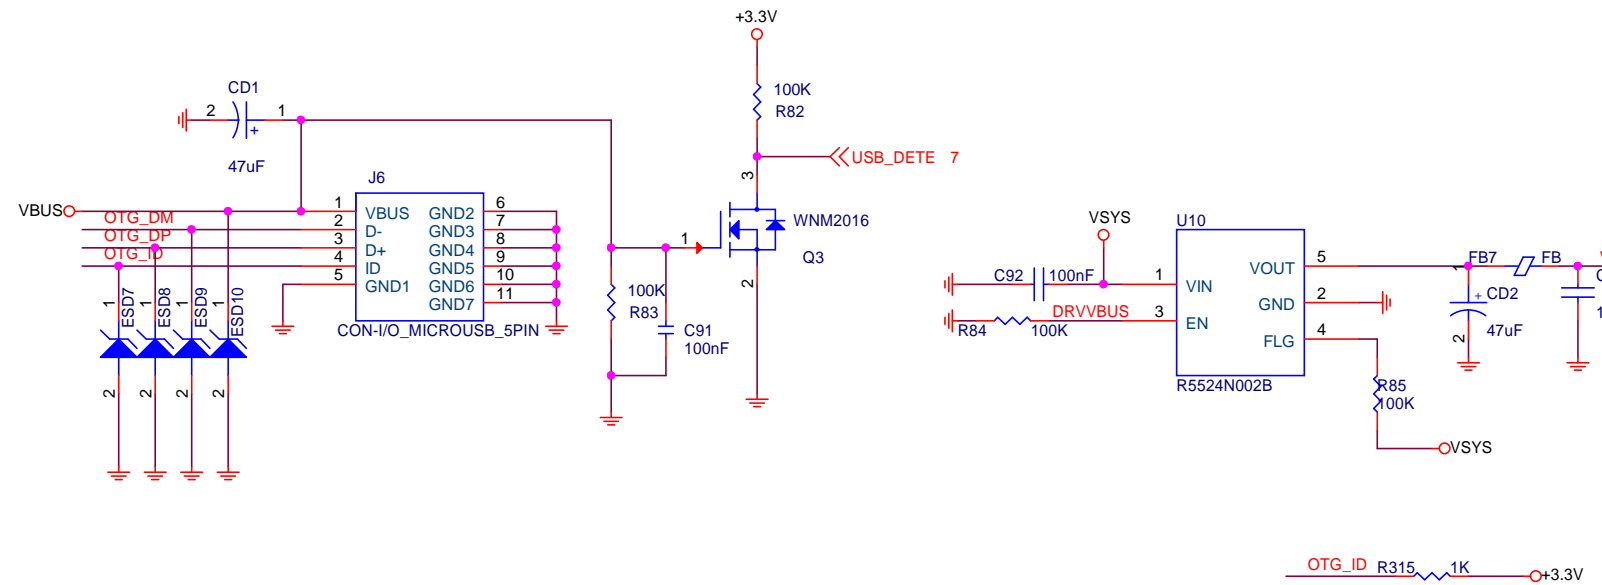 +3.3V
CD1
2
1
+
47uF
100K
R82
USB_DETE 7
3
J6
VBUS
OTG_DM
OTG_DP
OTG_ID
1
2
3
4
5
VBUS
D-
D+
ID
GND1
GND2
GND3
GND4
GND5
GND6
GND7
6
7
8
9
10
11
CON-I/O_MICROUSB_5PIN
1
WNM2016
Q3
2
100K
R83
C91
100nF
1
ESD7
1
ESD8
1
ESD9
1
ESD10
2
2
2
2
VSYS
U10
C92
100nF
1
VIN
DRVVBUS
3
EN
R84
100K
VOUT
5
GND
2
FLG
4
R5524N002B
FB7
FB
1
+
CD2
47uF
2
R85
100K
VSYS
OTG_ID
R315
1K
+3.3V